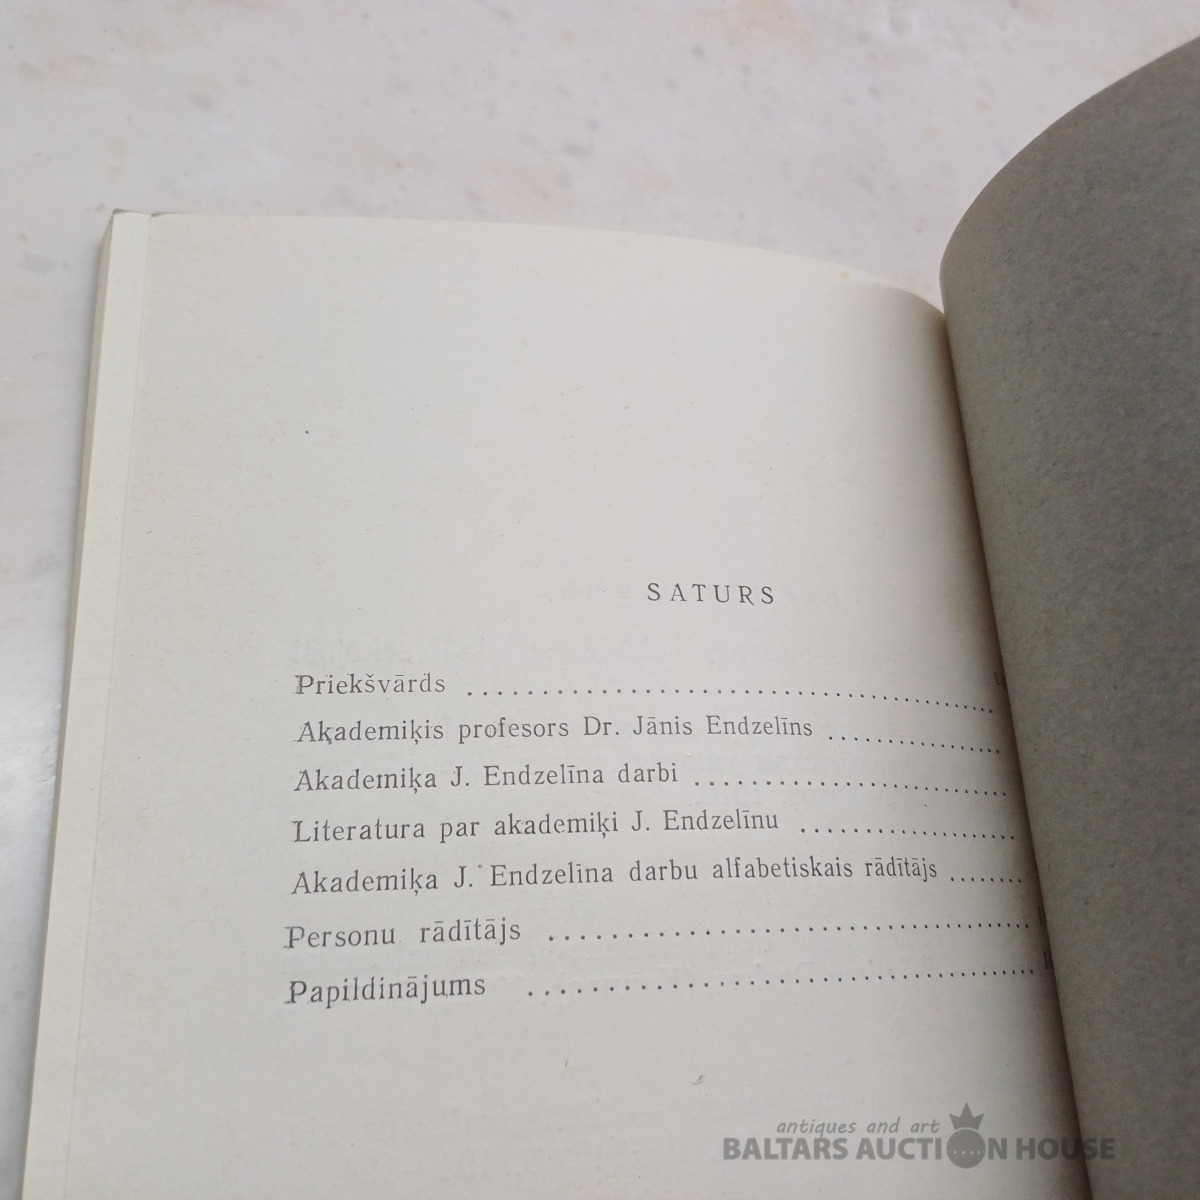 SATURS
Priekšvārds
Akademiķis profesors Dr. Jānis Endzelīns
Akademiķa J. Endzelīna darbi
Literatura par akademiķi J. Endzelīnu
Akademiķa J. Endzelīna darbu alfabetiskais rādītājs
Personu rādītājs
Papildinājums
antiques and art
BALTARS AUCTION HOUSE